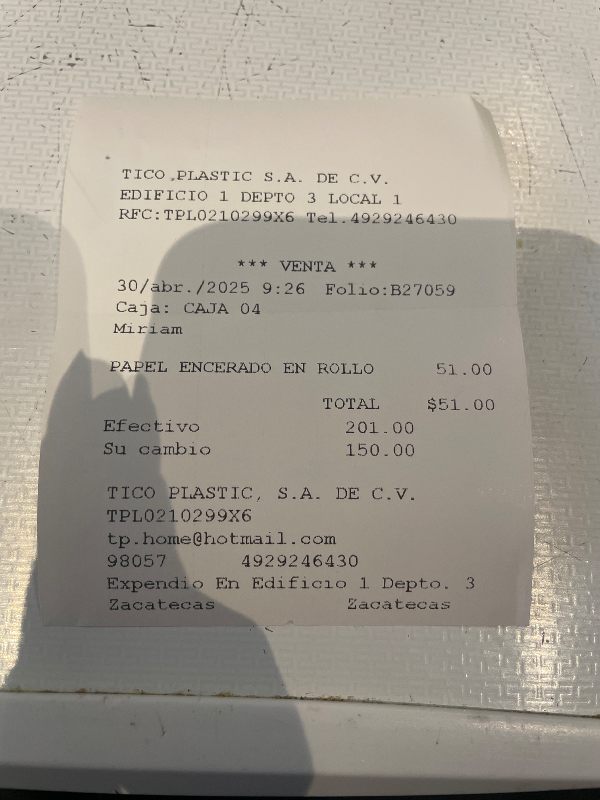 TICO PLASTIC S.A. DE C.V.
EDIFICIO 1 DEPTO 3 LOCAL 1
RFC:TPL0210299X6 Tel.4929246430
*** VENTA ***
30/abr./2025 9:26 Folio:B27059
Caja: CAJA 04
Miriam
PAPEL ENCERADO EN ROLLO 51.00
TOTAL $51.00
Efectivo 201.00
Su cambio 150.00
TICO PLASTIC, S.A. DE C.V.
TPL0210299X6
tp.home@hotmail.com
98057 4929246430
Expendio En Edificio 1 Depto. 3
Zacatecas Zacatecas